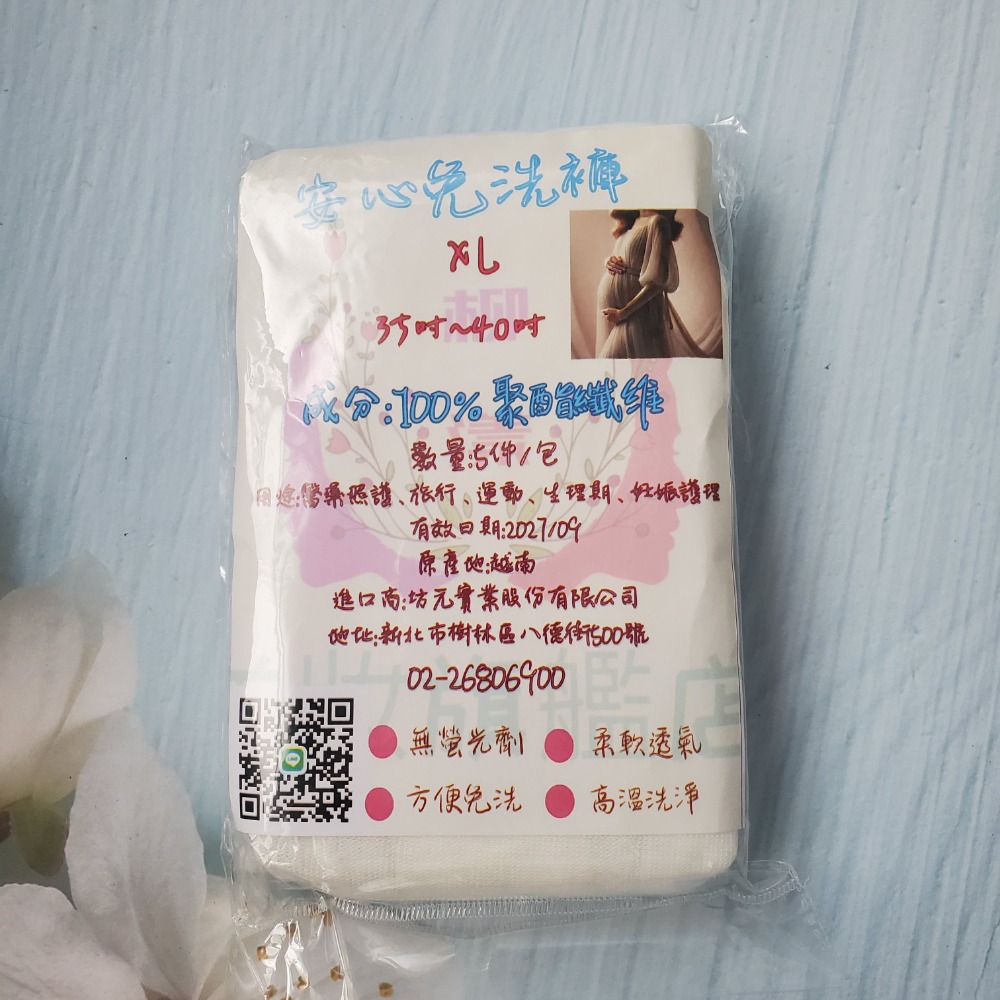 安心免洗褲
XL
35吋~40吋
成分:100%聚酯纖維
數量:5件/包
用途:醫藥照護、旅行、運動、生理期、妊娠護理
有效日期:2027/09
原產地:越南
進口商:坊元實業股份有限公司
地址:新北市樹林區八德街500號
02-26806900
無螢光劑
柔軟透氣
方便免洗
高溫洗淨
旗艦店